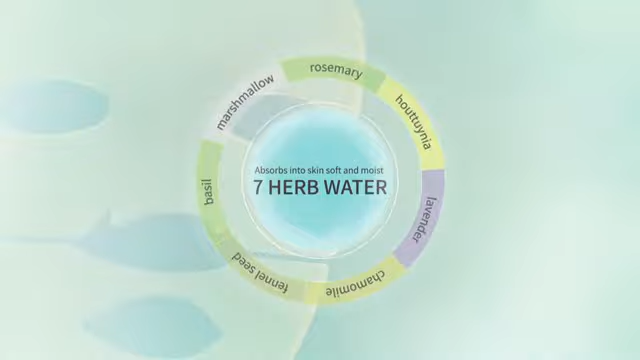 rosemary
houttuynia
lavender
chamomile
fennel seed
basil
marshmallow
Absorbs into skin soft and moist
7 HERB WATER